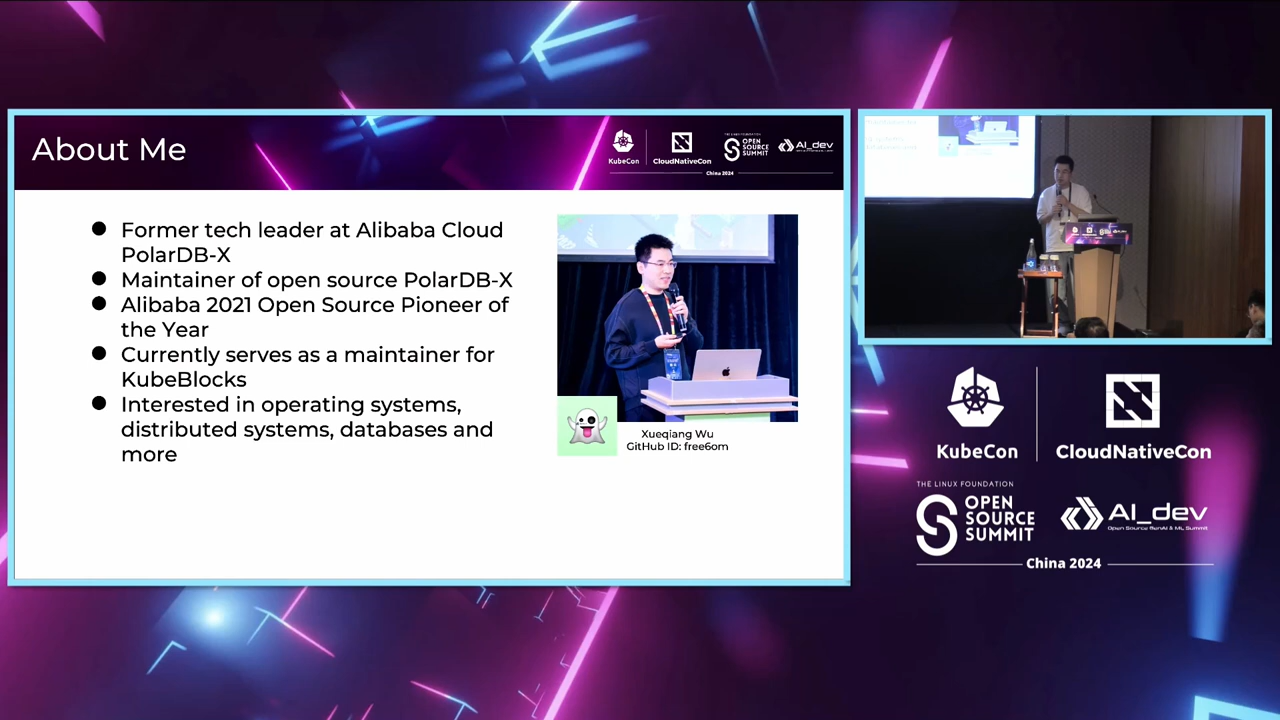 About Me
KubeCon
CloudNativeCon
THE LINUX FOUNDATION
OPEN
SOURCE
SUMMIT
AI_dev
China 2024
● Former tech leader at Alibaba Cloud
PolarDB-X
● Maintainer of open source PolarDB-X
● Alibaba 2021 Open Source Pioneer of
the Year
● Currently serves as a maintainer for
KubeBlocks
● Interested in operating systems,
distributed systems, databases and
more
Xueqiang Wu
GitHub ID: free6om
KubeCon
CloudNativeCon
THE LINUX FOUNDATION
OPEN
SOURCE
SUMMIT
AI_dev
Open Source GenAI & ML Summit
China 2024